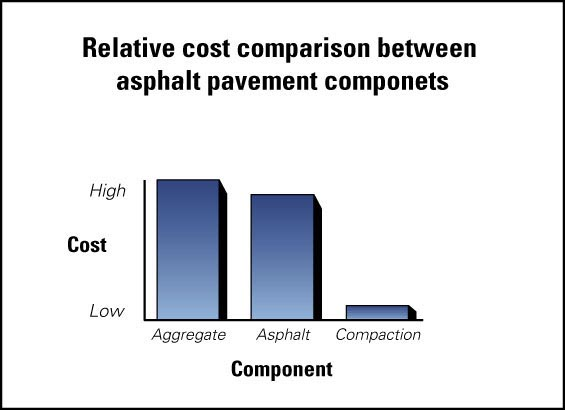 Relative cost comparison between
asphalt pavement componets
High
Cost
Low
Aggregate Asphalt Compaction
Component